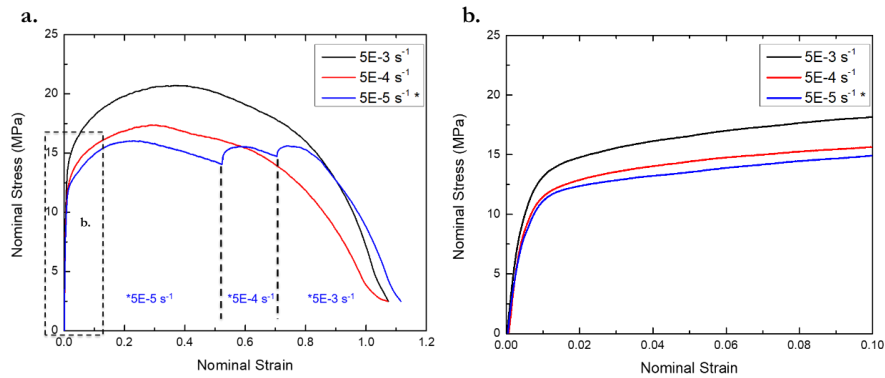 a.
25
20
15
10
5
0
0.0 0.2 0.4 0.6 0.8 1.0 1.2
Nominal Stress (MPa)
Nominal Strain
5E-3 s⁻¹
5E-4 s⁻¹
5E-5 s⁻¹ *
b.
*5E-5 s⁻¹
*5E-4 s⁻¹
*5E-3 s⁻¹
b.
25
20
15
10
5
0
0.00 0.02 0.04 0.06 0.08 0.10
Nominal Stress (MPa)
Nominal Strain
5E-3 s⁻¹
5E-4 s⁻¹
5E-5 s⁻¹ *